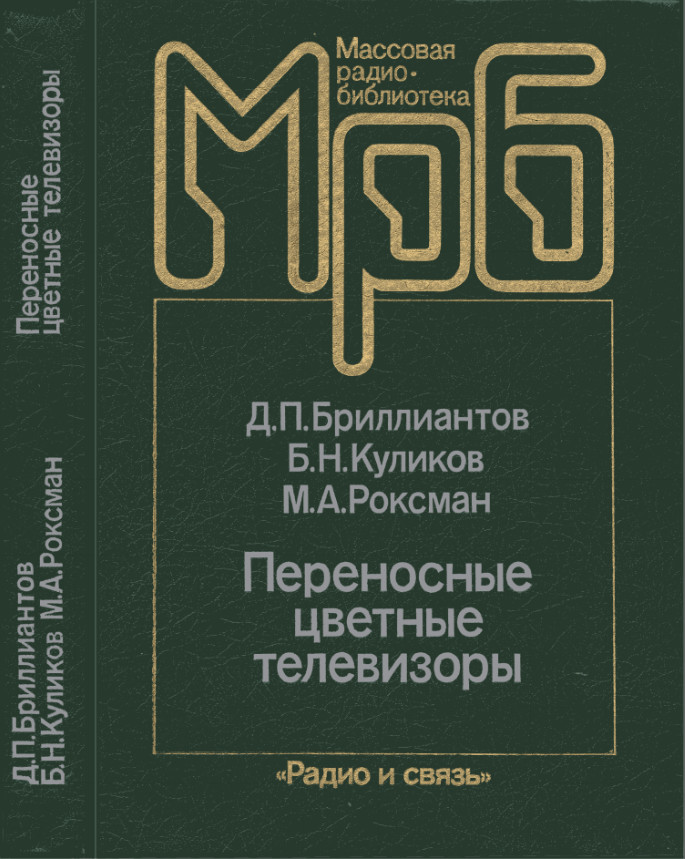 Переносные
цветные телевизоры
Д.П.Бриллиантов
Б.Н.Куликов М.А.Роксман
Мрб
Массовая
радио-
библиотека
Д.П.Бриллиантов
Б.Н.Куликов
М.А.Роксман
Переносные
цветные
телевизоры
«Радио и связь»